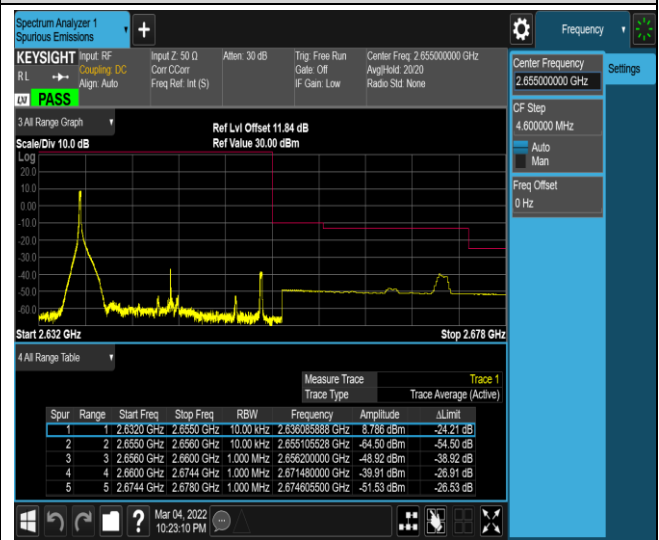 Spectrum Analyzer 1
Spurious Emissions
Frequency
KEYSIGHT Input: RF Input Z: 50 Ω Atten: 30 dB Trig: Free Run Center Freq: 2.655000000 GHz
RL Coupling: DC Corr CCorr Gate: Off Avg|Hold: 20/20
Align: Auto Freq Ref: Int (S) IF Gain: Low Radio Std: None
LXI PASS
Center Frequency
2.655000000 GHz
Settings
CF Step
4.600000 MHz
Auto
Man
Freq Offset
0 Hz
3 All Range Graph
Ref Lvl Offset 11.84 dB
Scale/Div 10.0 dB Ref Value 30.00 dBm
Log
20.0
10.0
0.00
-10.0
-20.0
-30.0
-40.0
-50.0
-60.0
Start 2.632 GHz Stop 2.678 GHz
4 All Range Table
Measure Trace Trace 1
Trace Type Trace Average (Active)
Spur Range Start Freq Stop Freq RBW Frequency Amplitude ΔLimit
1 1 2.6320 GHz 2.6550 GHz 10.00 kHz 2.636085888 GHz 8.786 dBm -24.21 dB
2 2 2.6550 GHz 2.6560 GHz 10.00 kHz 2.655105528 GHz -64.50 dBm -54.50 dB
3 3 2.6560 GHz 2.6600 GHz 1.000 MHz 2.656200000 GHz -48.92 dBm -38.92 dB
4 4 2.6600 GHz 2.6744 GHz 1.000 MHz 2.671480000 GHz -39.91 dBm -26.91 dB
5 5 2.6744 GHz 2.6780 GHz 1.000 MHz 2.674605500 GHz -51.53 dBm -26.53 dB
Mar 04, 2022
10:23:10 PM